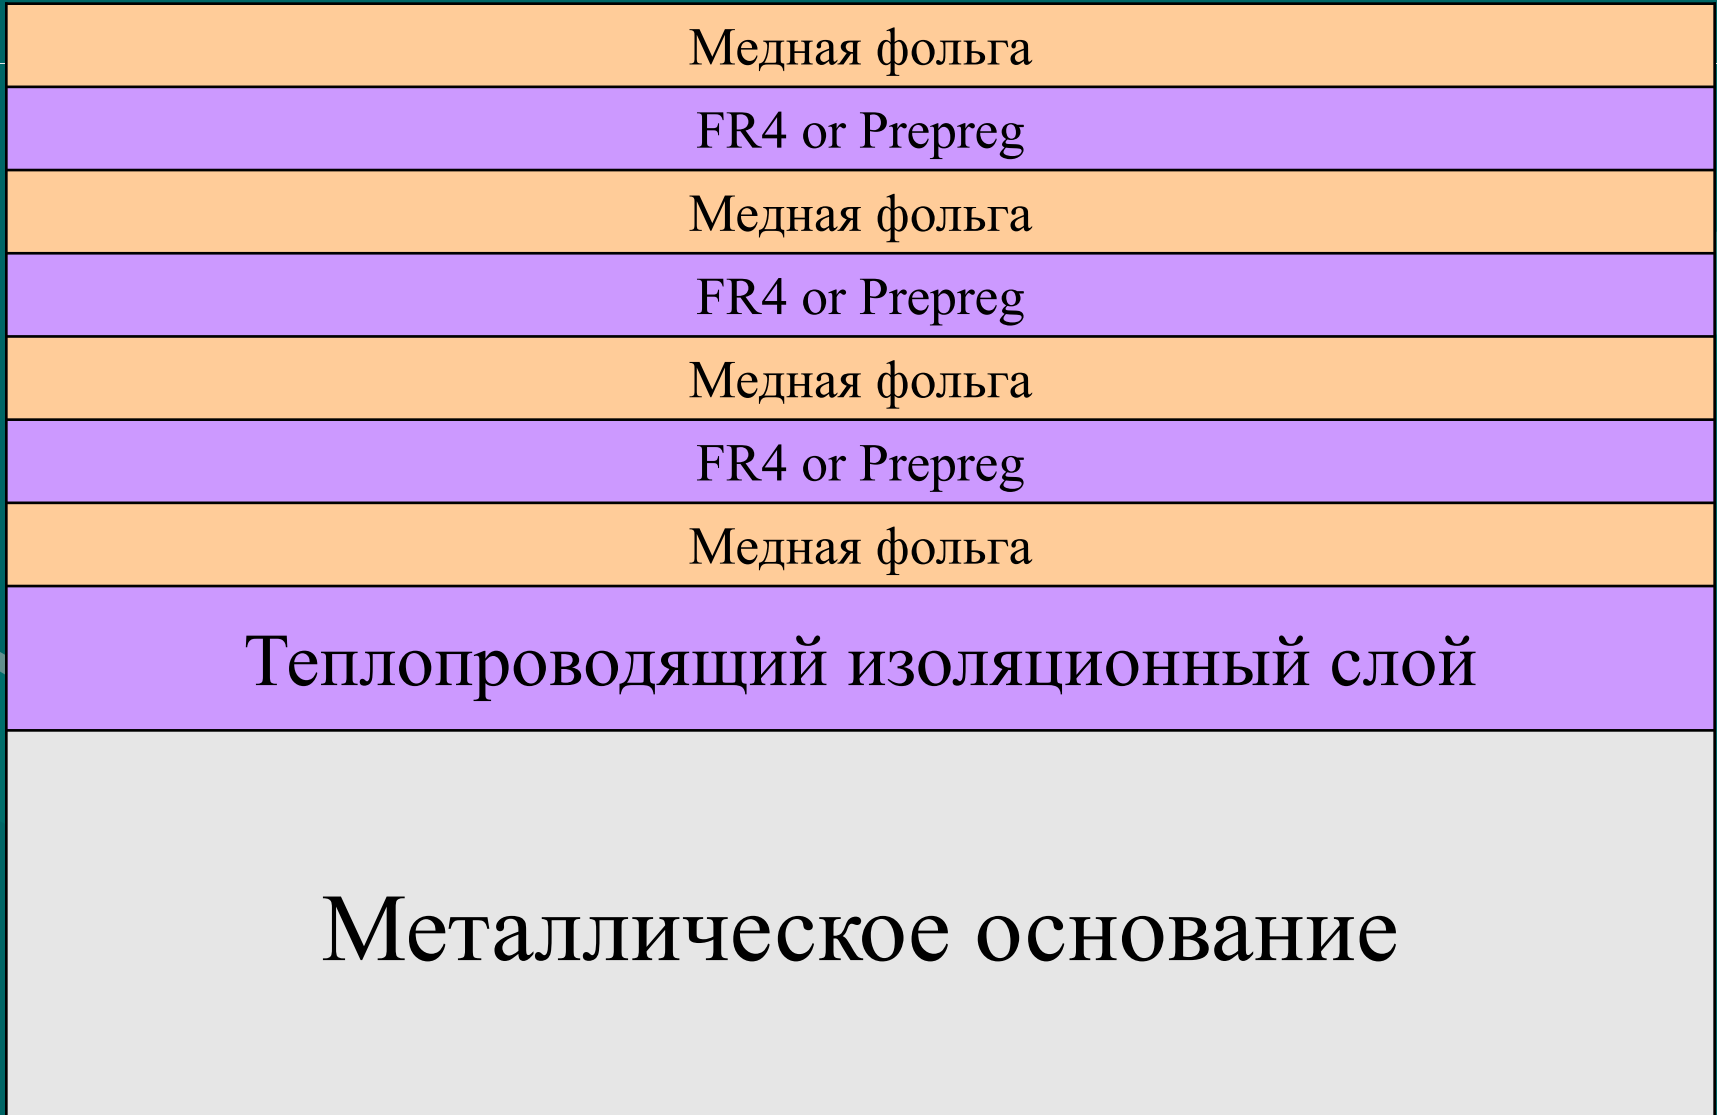 Медная фольга
FR4 or Prepreg
Медная фольга
FR4 or Prepreg
Медная фольга
FR4 or Prepreg
Медная фольга
Теплопроводящий изоляционный слой
Металлическое основание